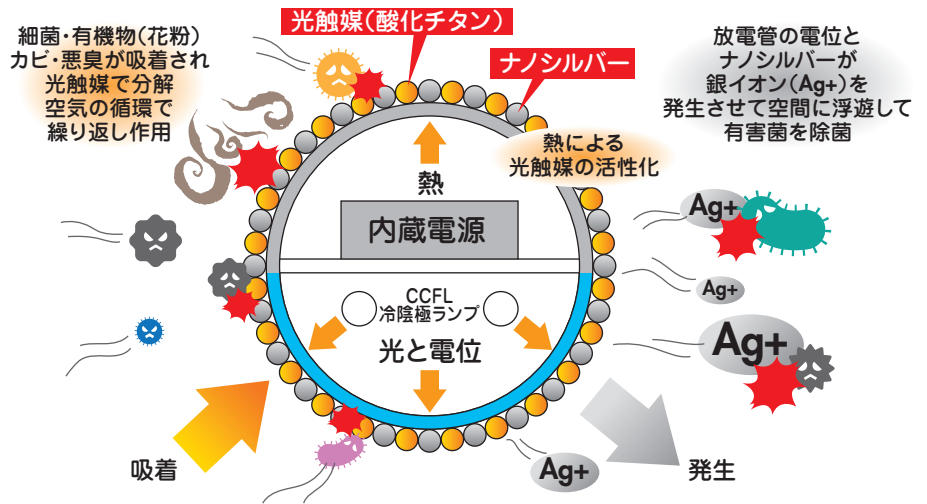 細菌・有機物（花粉）
カビ・悪臭が吸着され
光触媒で分解
空気の循環で
繰り返し作用
光触媒（酸化チタン）
ナノシルバー
放電管の電位と
ナノシルバーが
銀イオン（Ag+）を
発生させて空間に浮遊して
有害菌を除菌
熱による
光触媒の活性化
熱
内蔵電源
CCFL
冷陰極ランプ
光と電位
Ag+
Ag+
Ag+
Ag+
吸着
発生